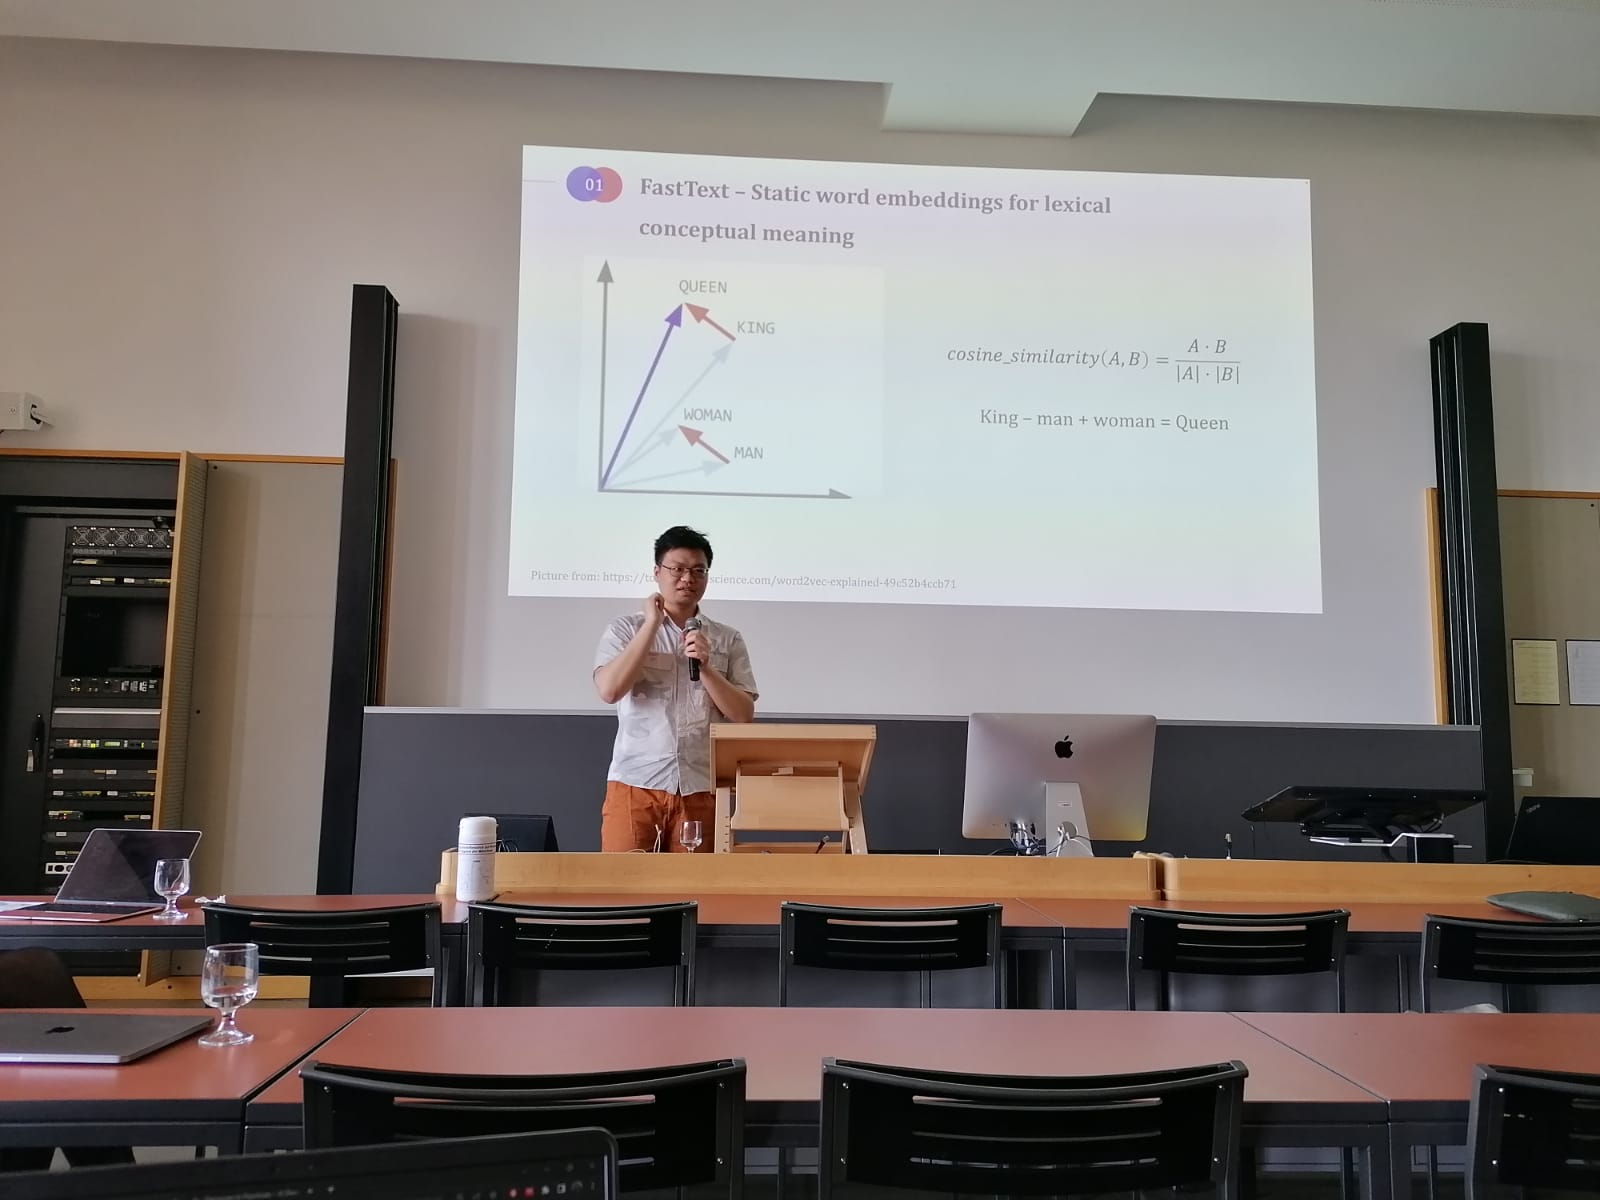 01
FastText – Static word embeddings for lexical
conceptual meaning
QUEEN
KING
WOMAN
MAN
cosine_similarity(A, B) = A · B / |A| · |B|
King – man + woman = Queen
Picture from: https://to science.com/word2vec-explained-49c52b4ccb71